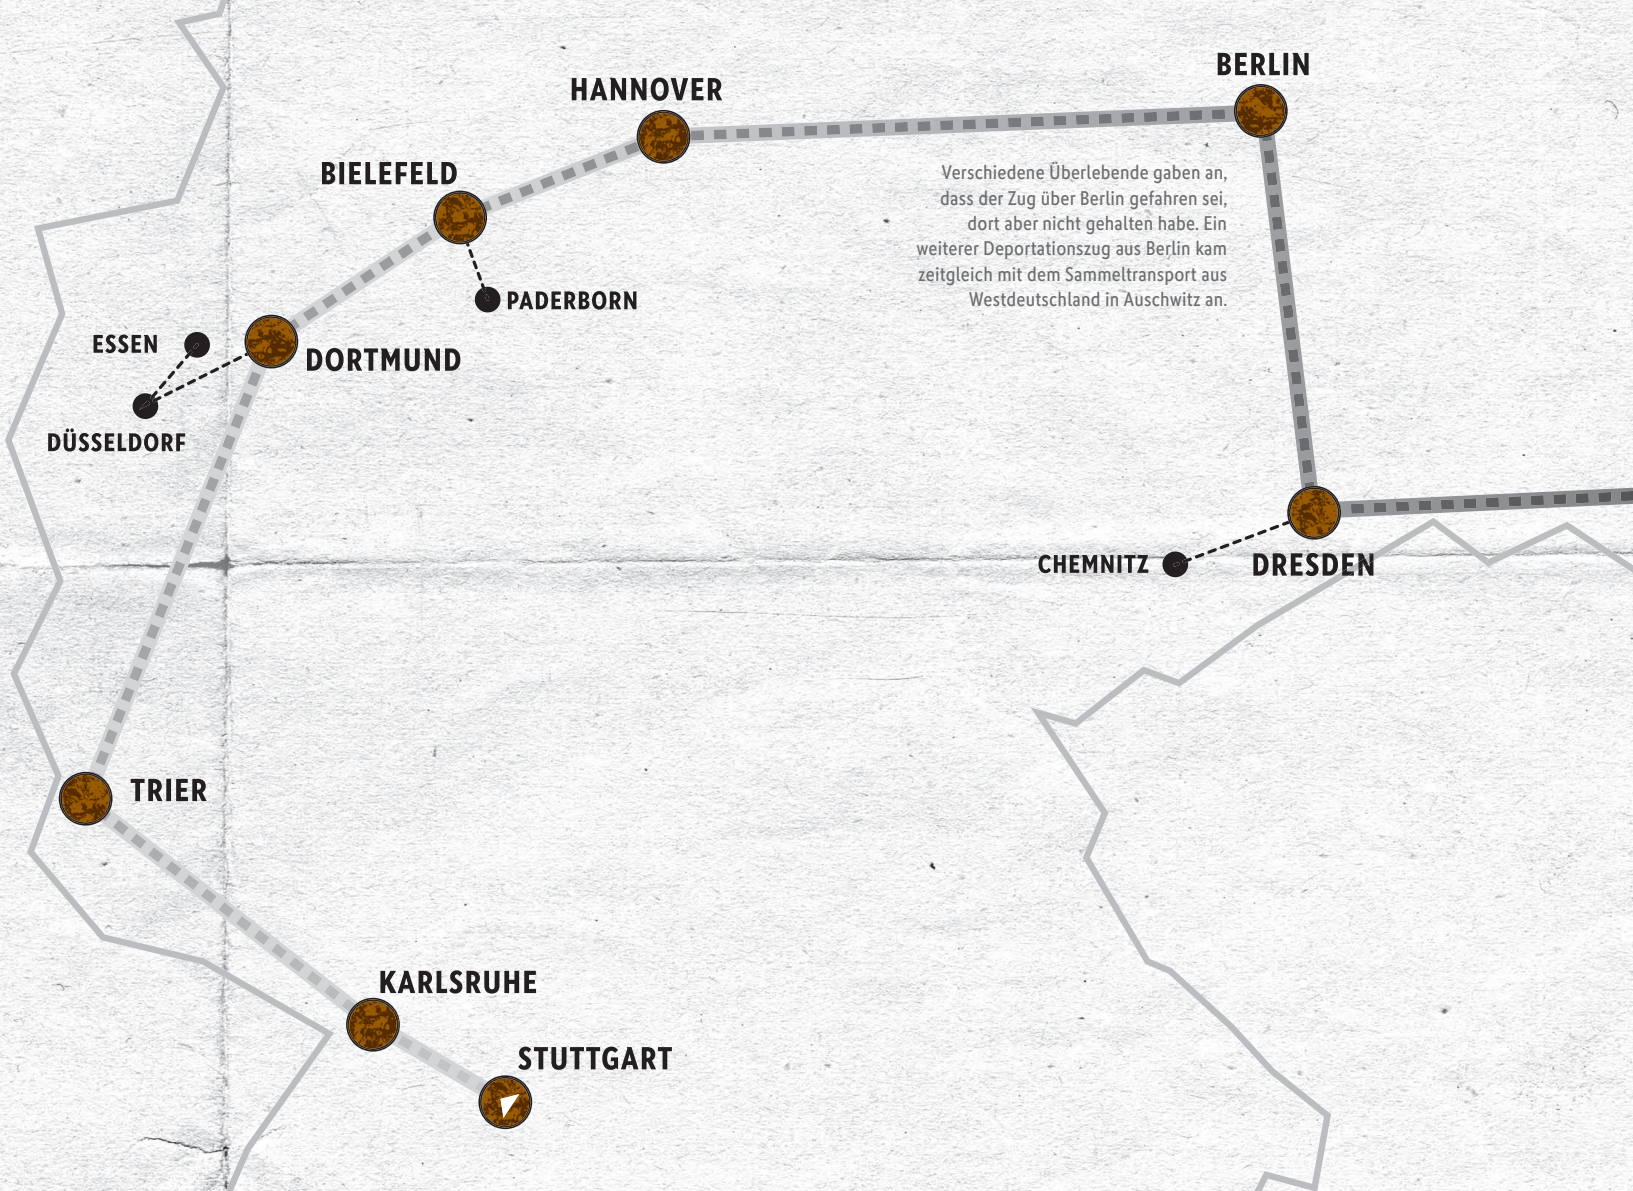 BERLIN
HANNOVER
BIELEFELD
Verschiedene Überlebende gaben an,
dass der Zug über Berlin gefahren sei,
dort aber nicht gehalten habe. Ein
weiterer Deportationszug aus Berlin kam
zeitgleich mit dem Sammeltransport aus
Westdeutschland in Auschwitz an.
PADERBORN
ESSEN
DORTMUND
DÜSSELDORF
CHEMNITZ
DRESDEN
TRIER
KARLSRUHE
STUTTGART